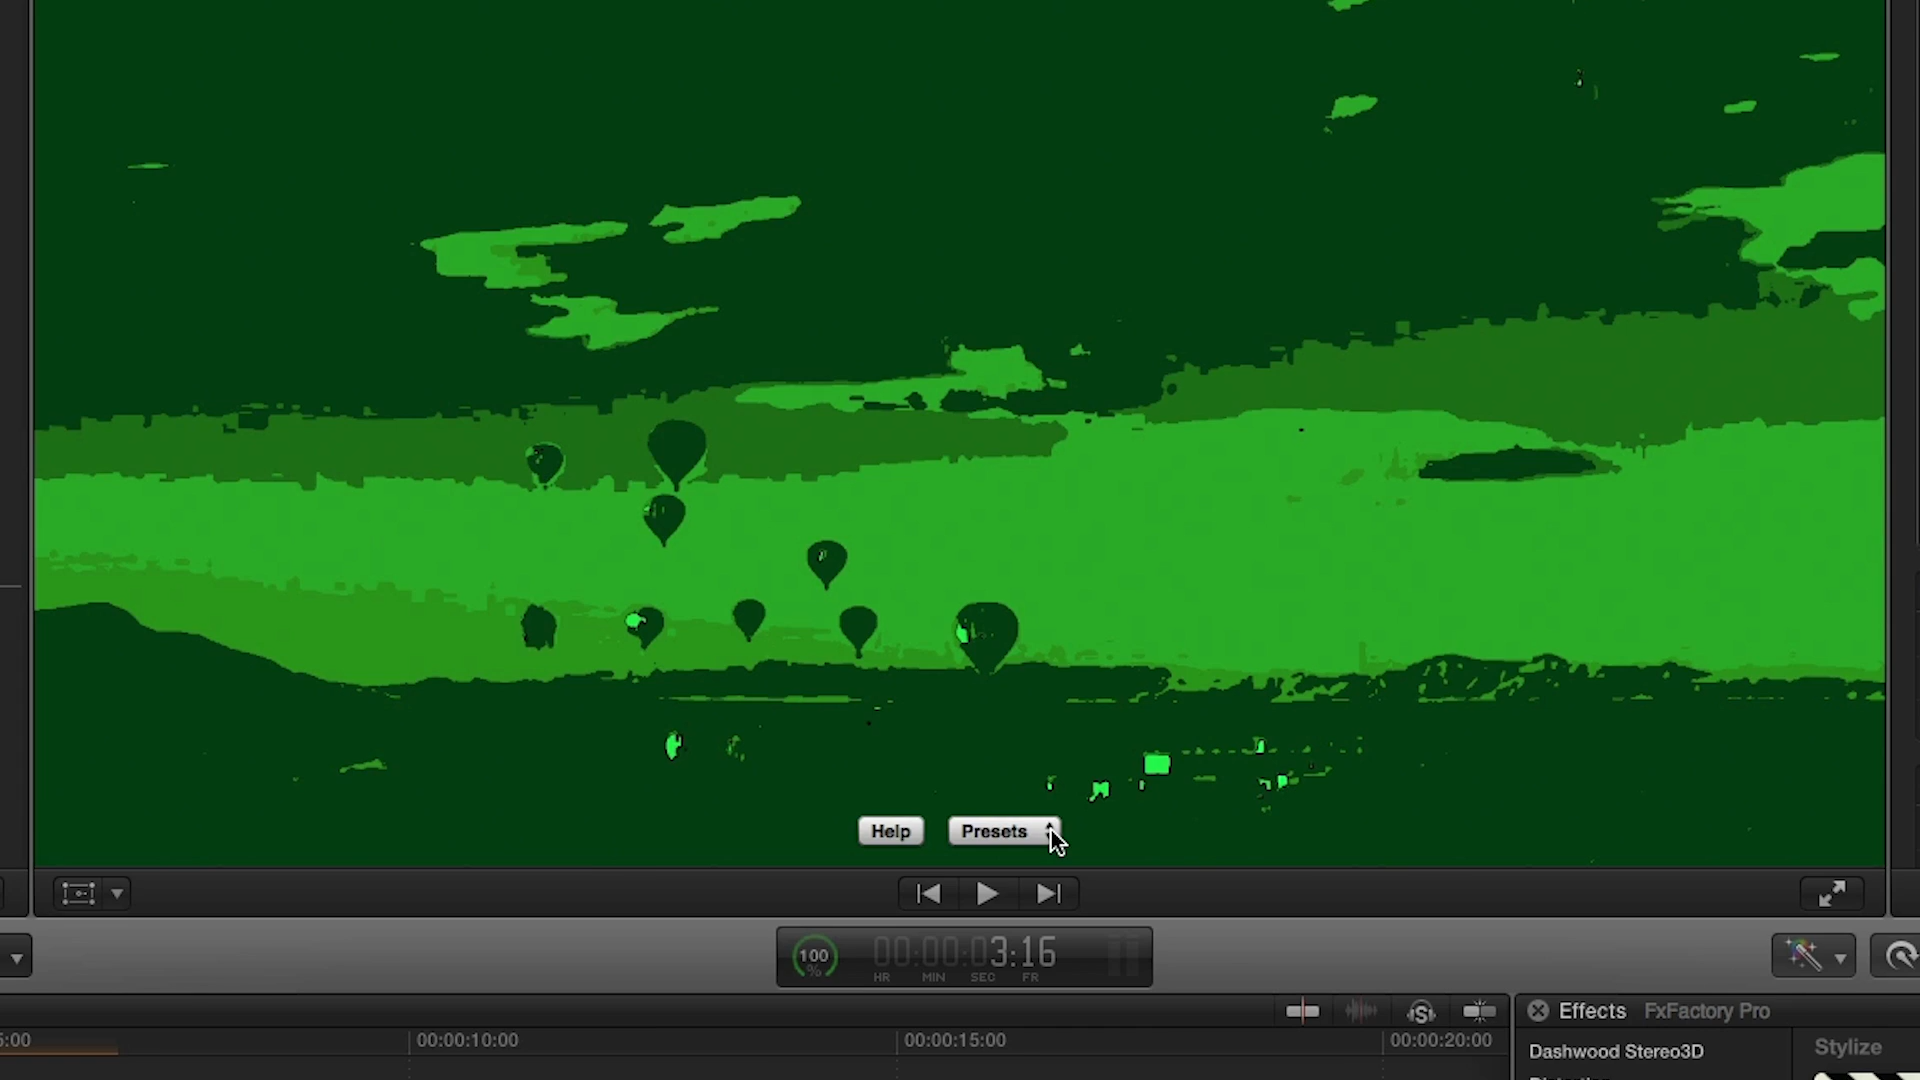 Help
Presets
100
%
00:00:03:16
HR
MIN
SEC
FR
Effects
FxFactory Pro
5:00
00:00:10:00
00:00:15:00
00:00:20:00
Dashwood Stereo3D
Stylize